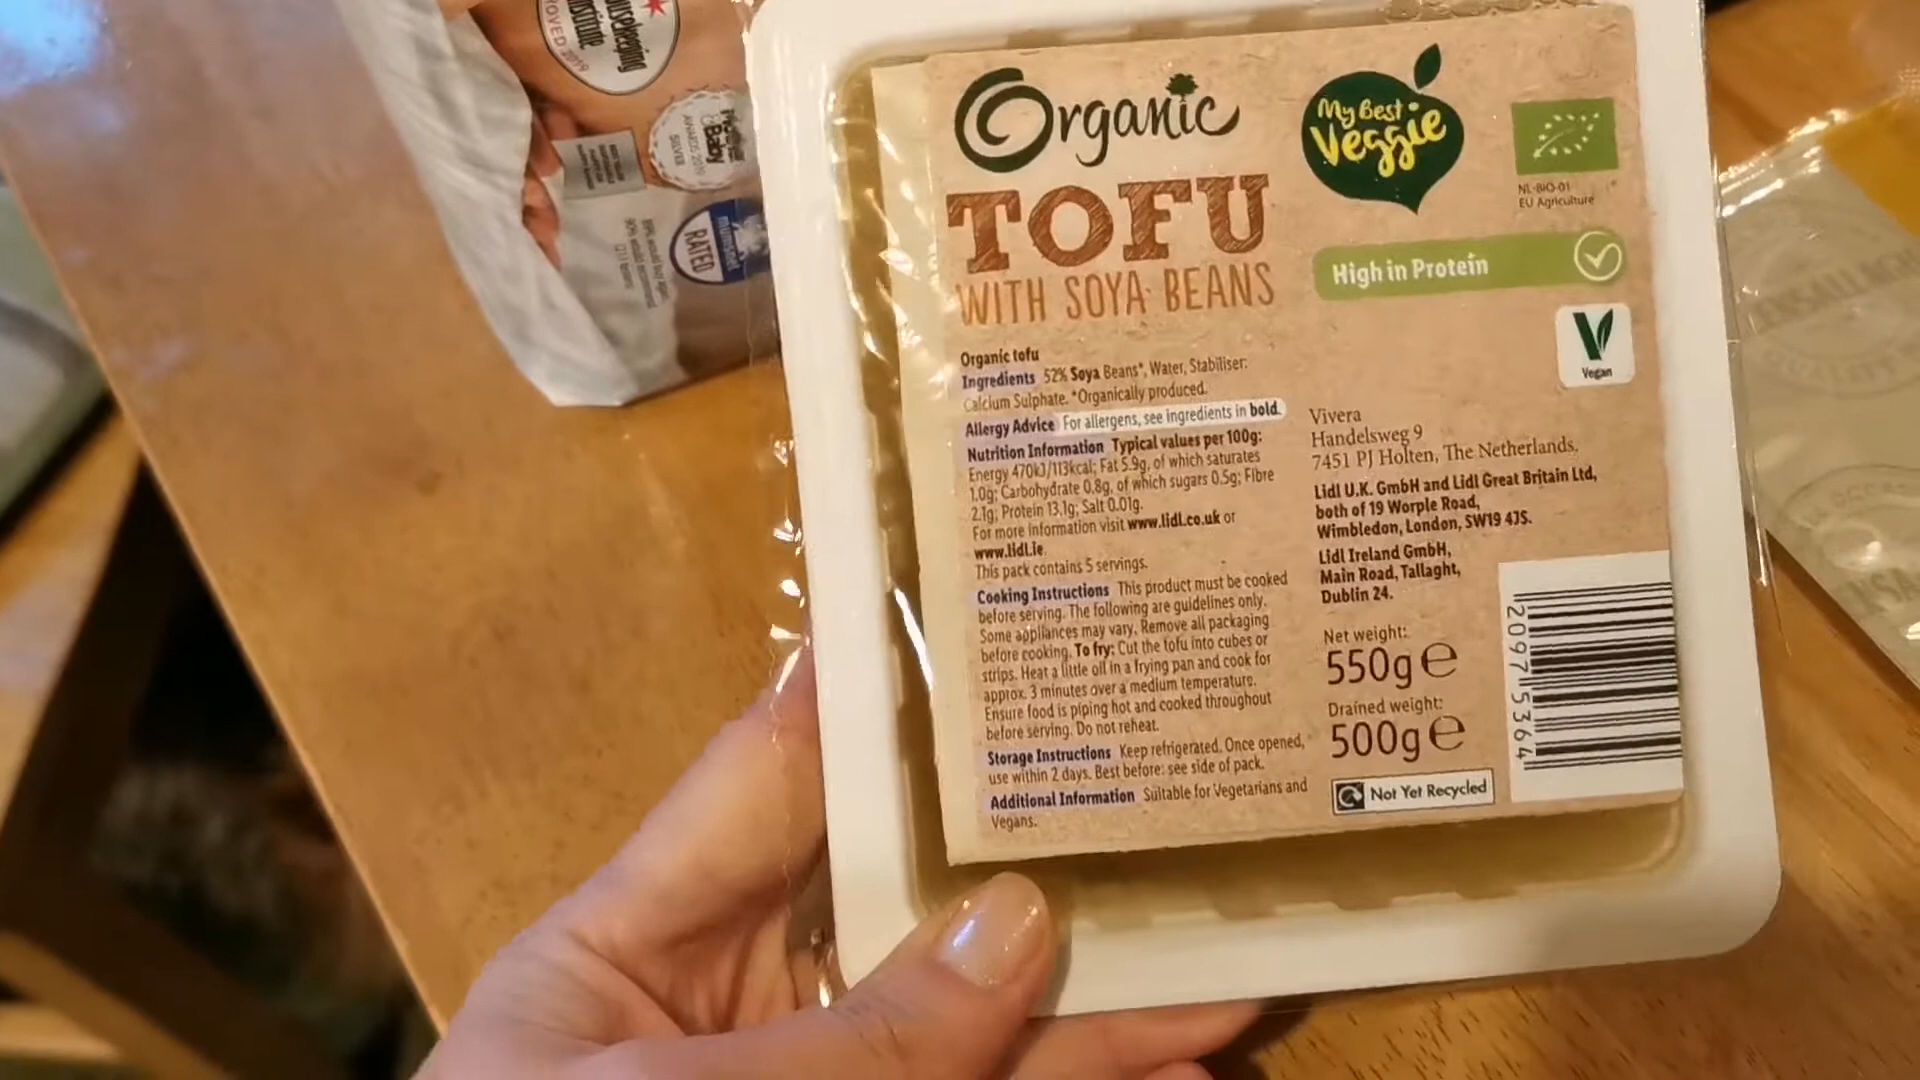 Organic
TOFU
WITH SOYA BEANS
My Best
Veggie
NL-BIO-01
EU Agriculture
High in Protein
Vegan
Organic tofu
Ingredients 52% Soya Beans*, Water, Stabiliser:
Calcium Sulphate. *Organically produced.
Allergy Advice For allergens, see ingredients in bold.
Nutrition Information Typical values per 100g:
Energy 470kJ/113kcal; Fat 5.9g, of which saturates
1.0g; Carbohydrate 0.8g, of which sugars 0.5g; Fibre
2.1g; Protein 13.1g; Salt 0.01g.
For more information visit www.lidl.co.uk or
www.lidl.ie.
This pack contains 5 servings.
Cooking Instructions This product must be cooked
before serving. The following are guidelines only.
Some appliances may vary. Remove all packaging
before cooking. To fry: Cut the tofu into cubes or
strips. Heat a little oil in a frying pan and cook for
approx. 3 minutes over a medium temperature.
Ensure food is piping hot and cooked throughout
before serving. Do not reheat.
Storage Instructions Keep refrigerated. Once opened,
use within 2 days. Best before: see side of pack.
Additional Information Suitable for Vegetarians and
Vegans.
Vivera
Handelsweg 9
7451 PJ Holten, The Netherlands.
Lidl U.K. GmbH and Lidl Great Britain Ltd,
both of 19 Worple Road,
Wimbledon, London, SW19 4JS.
Lidl Ireland GmbH,
Main Road, Tallaght,
Dublin 24.
Net weight:
550g e
Drained weight:
500g e
Not Yet Recycled
20975364
APPROVED 2019
Baby
AWARDS 2019
SILVER
mumsnet
RATED